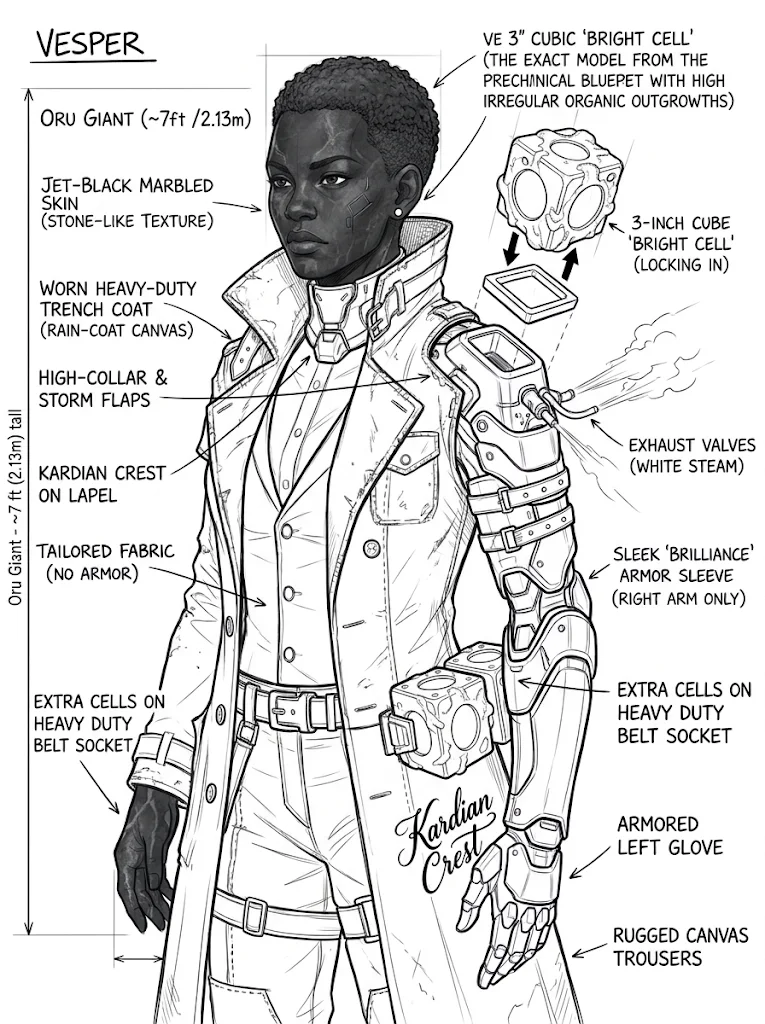 VESPER
VE 3" CUBIC 'BRIGHT CELL'
(THE EXACT MODEL FROM THE
PRECHINICAL BLUEPET WITH HIGH
IRREGULAR ORGANIC OUTGROWTHS)
ORU GIANT (~7ft /2.13m)
JET-BLACK MARBLED
SKIN
(STONE-LIKE TEXTURE)
3-INCH CUBE
'BRIGHT CELL'
(LOCKING IN)
WORN HEAVY-DUTY
TRENCH COAT
(RAIN-COAT CANVAS)
HIGH-COLLAR &
STORM FLAPS
EXHAUST VALVES
(WHITE STEAM)
KARDIAN CREST
ON LAPEL
Oru Giant - ~7 ft (2.13m) tall
TAILORED FABRIC
(NO ARMOR)
SLEEK 'BRILLIANCE'
ARMOR SLEEVE
(RIGHT ARM ONLY)
EXTRA CELLS ON
HEAVY DUTY
BELT SOCKET
EXTRA CELLS ON
HEAVY DUTY
BELT SOCKET
Kardian
Crest
ARMORED
LEFT GLOVE
RUGGED CANVAS
TROUSERS